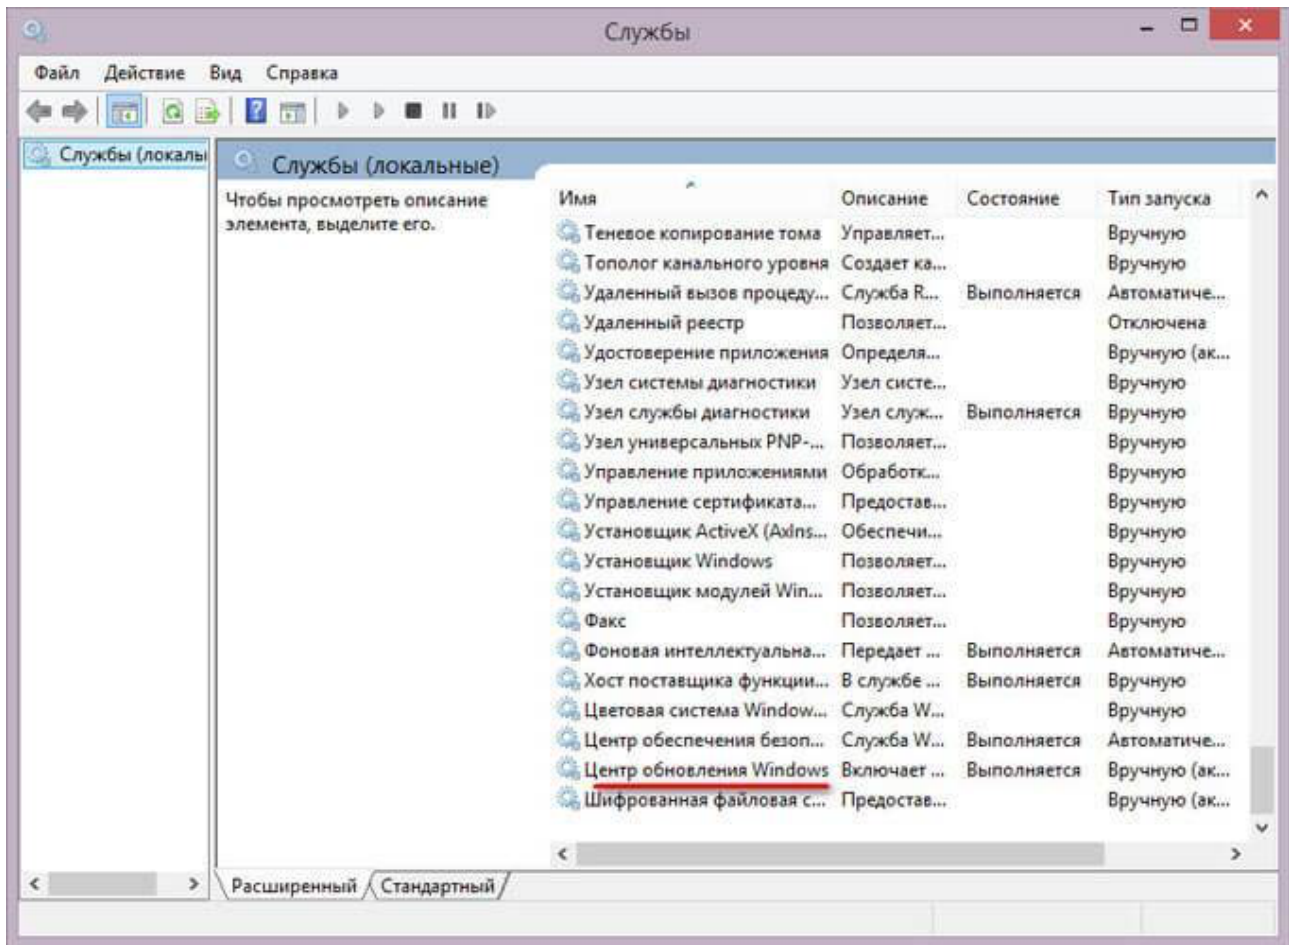 Службы
Файл Действие Вид Справка
Службы (локалы
Службы (локальные)
Чтобы просмотреть описание
элемента, выделите его.
Имя Описание Состояние Тип запуска
Теневое копирование тома Управляет... Вручную
Тополог канального уровня Создает ка... Вручную
Удаленный вызов процеду... Служба R... Выполняется Автоматиче...
Удаленный реестр Позволяет... Отключена
Удостоверение приложения Определя... Вручную (ак...
Узел системы диагностики Узел систе... Вручную
Узел службы диагностики Узел служ... Выполняется Вручную
Узел универсальных PNP-... Позволяет... Вручную
Управление приложениями Обработк... Вручную
Управление сертификата... Предостав... Вручную
Установщик ActiveX (AxIns... Обеспечи... Вручную
Установщик Windows Позволяет... Вручную
Установщик модулей Win... Позволяет... Вручную
Факс Позволяет... Вручную
Фоновая интеллектуальна... Передает ... Выполняется Автоматиче...
Хост поставщика функции... В службе ... Выполняется Вручную
Цветовая система Window... Служба W... Вручную
Центр обеспечения безоп... Служба W... Выполняется Автоматиче...
Центр обновления Windows Включает ... Выполняется Вручную (ак...
Шифрованная файловая с... Предостав... Вручную (ак...
Расширенный Стандартный